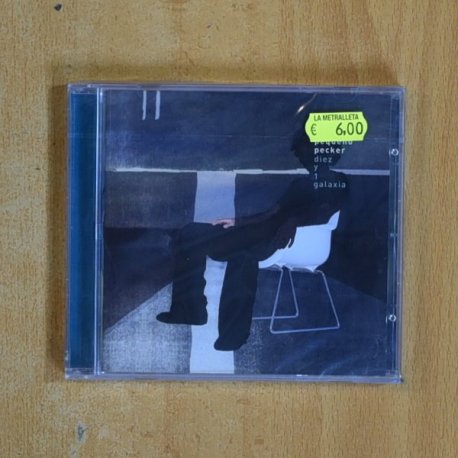 LA METRALLETA
€ 6,00
pequeño
pecker
diez
y
1
galaxia